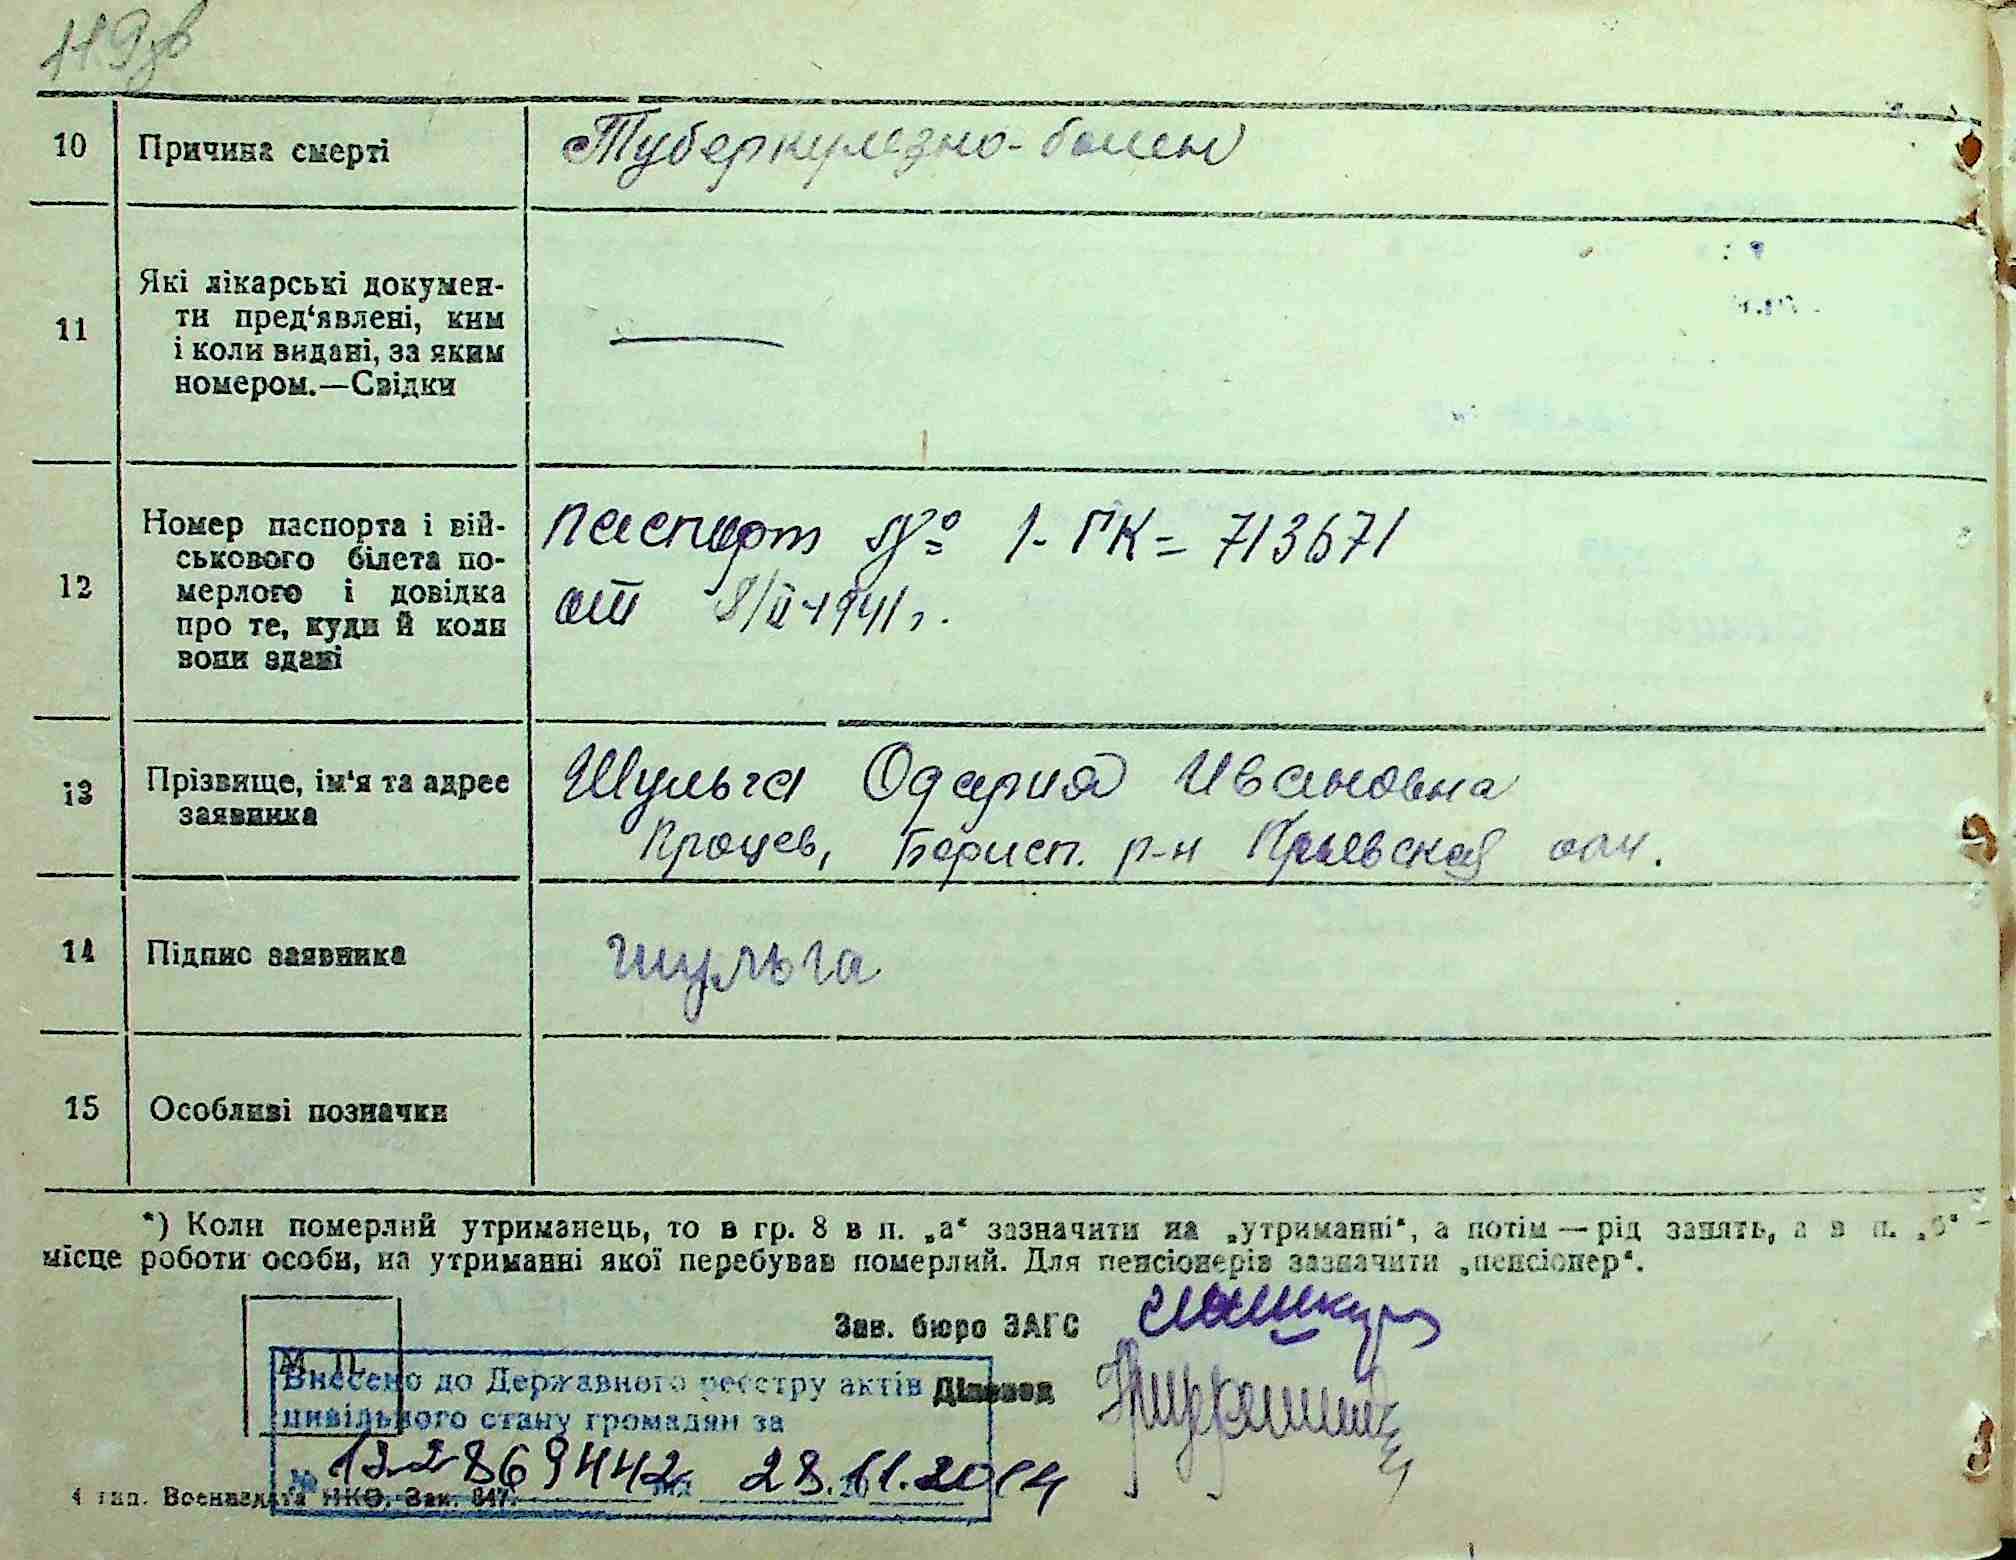 119зв
10 Причина смерті Туберкулезно-болен
11 Які лікарські докумен-
ти пред‘явлені, ким
і коли видані, за яким
номером.—Свідки —
12 Номер паспорта і вій-
ськового білета по-
мерлого і довідка
про те, куди й коли
вони здані
паспорт № 1-ГК= 713671
от 8/II-1941г.
13 Прізвище, ім‘я та адрес
заявника
Шульга Одария Ивановна
Процев, Борисп. р-н Киевская обл.
14 Підпис заявника шульга
15 Особливі позначки
*) Коли померлий утриманець, то в гр. 8 в п. „а“ зазначити на „утриманні“, а потім — рід занять, а в п. „б“ –
місце роботи особи, на утриманні якої перебував померлий. Для пенсіонерів зазначити „пенсіонер“.
Зав. бюро ЗАГС
М. П.
Діловод
Внесено до Державного реєстру актів
цивільного стану громадян за
№ 1228694442 28.11.2014
4 тип. Воениздата НКО. Зак. 847.